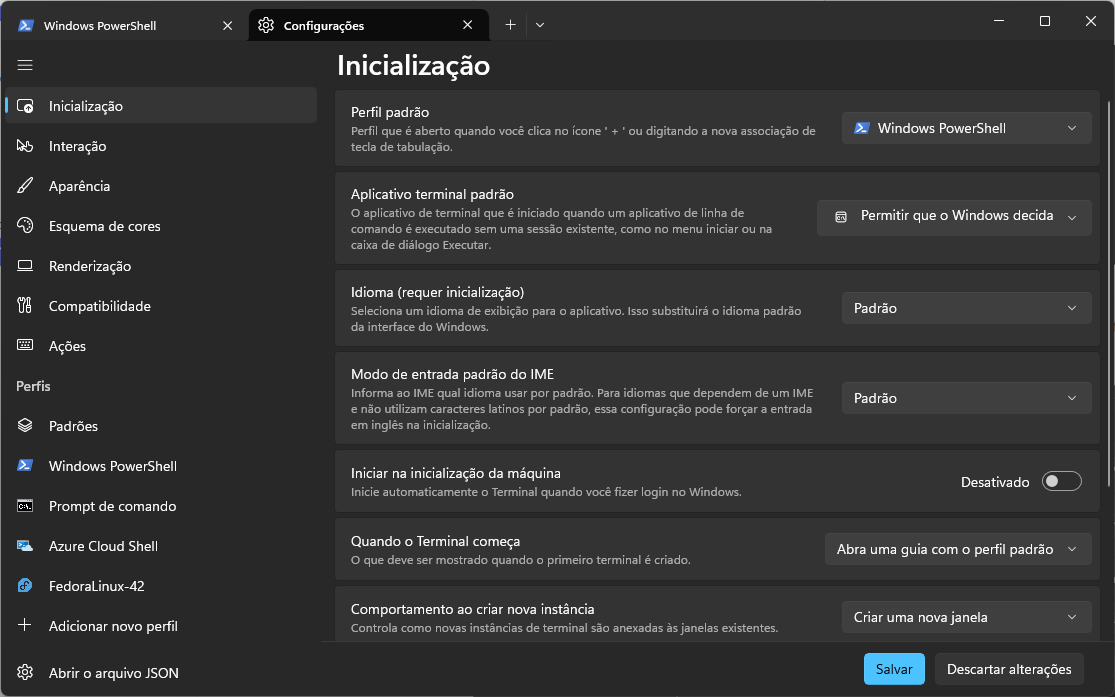 Windows PowerShell
Configurações
Inicialização
Interação
Aparência
Esquema de cores
Renderização
Compatibilidade
Ações
Perfis
Padrões
Windows PowerShell
Prompt de comando
Azure Cloud Shell
FedoraLinux-42
Adicionar novo perfil
Abrir o arquivo JSON
Inicialização
Perfil padrão
Perfil que é aberto quando você clica no ícone ' + ' ou digitando a nova associação de
tecla de tabulação.
Windows PowerShell
Aplicativo terminal padrão
O aplicativo de terminal que é iniciado quando um aplicativo de linha de
comando é executado sem uma sessão existente, como no menu iniciar ou na
caixa de diálogo Executar.
Permitir que o Windows decida
Idioma (requer inicialização)
Seleciona um idioma de exibição para o aplicativo. Isso substituirá o idioma padrão
da interface do Windows.
Padrão
Modo de entrada padrão do IME
Informa ao IME qual idioma usar por padrão. Para idiomas que dependem de um IME
e não utilizam caracteres latinos por padrão, essa configuração pode forçar a entrada
em inglês na inicialização.
Padrão
Iniciar na inicialização da máquina
Inicie automaticamente o Terminal quando você fizer login no Windows.
Desativado
Quando o Terminal começa
O que deve ser mostrado quando o primeiro terminal é criado.
Abra uma guia com o perfil padrão
Comportamento ao criar nova instância
Controla como novas instâncias de terminal são anexadas às janelas existentes.
Criar uma nova janela
Salvar
Descartar alterações